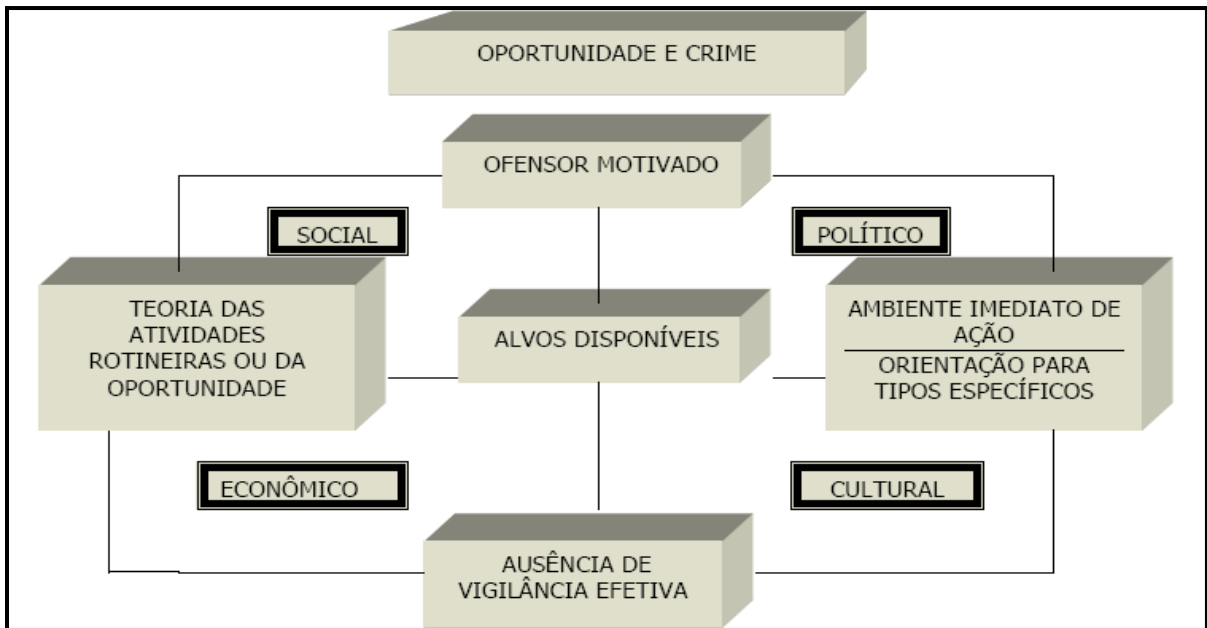 OPORTUNIDADE E CRIME
OFENSOR MOTIVADO
SOCIAL
POLÍTICO
TEORIA DAS
ATIVIDADES
ROTINEIRAS OU DA
OPORTUNIDADE
ALVOS DISPONÍVEIS
AMBIENTE IMEDIATO DE
AÇÃO
ORIENTAÇÃO PARA
TIPOS ESPECÍFICOS
ECONÔMICO
CULTURAL
AUSÊNCIA DE
VIGILÂNCIA EFETIVA